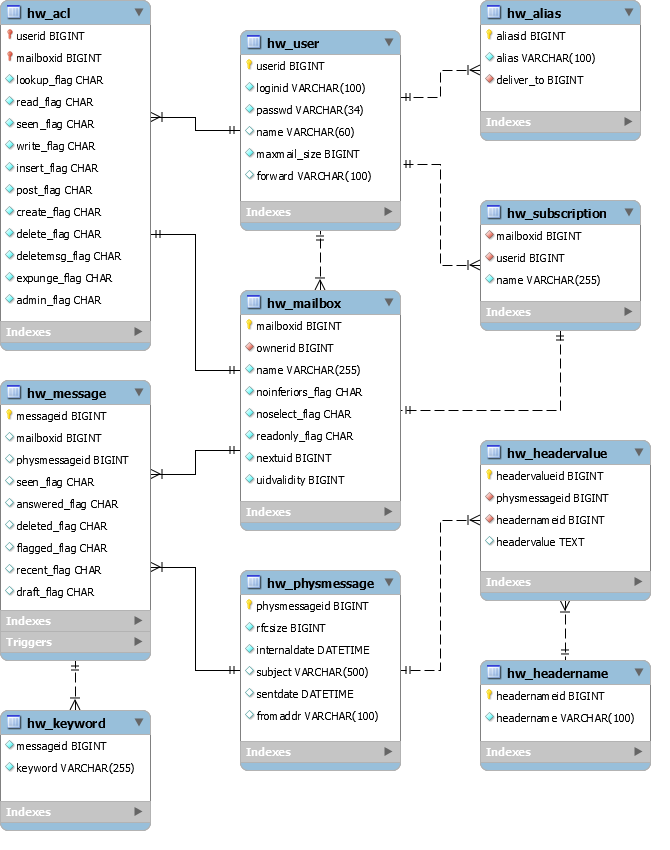 hw_acl
userid BIGINT
mailboxid BIGINT
lookup_flag CHAR
read_flag CHAR
seen_flag CHAR
write_flag CHAR
insert_flag CHAR
post_flag CHAR
create_flag CHAR
delete_flag CHAR
deletemsg_flag CHAR
expunge_flag CHAR
admin_flag CHAR
Indexes
hw_user
userid BIGINT
loginid VARCHAR(100)
passwd VARCHAR(34)
name VARCHAR(60)
maxmail_size BIGINT
forward VARCHAR(100)
Indexes
hw_alias
aliasid BIGINT
alias VARCHAR(100)
deliver_to BIGINT
Indexes
hw_subscription
mailboxid BIGINT
userid BIGINT
name VARCHAR(255)
Indexes
hw_mailbox
mailboxid BIGINT
ownerid BIGINT
name VARCHAR(255)
noinferiors_flag CHAR
noselect_flag CHAR
readonly_flag CHAR
nextuid BIGINT
uidvalidity BIGINT
Indexes
hw_message
messageid BIGINT
mailboxid BIGINT
physmessageid BIGINT
seen_flag CHAR
answered_flag CHAR
deleted_flag CHAR
flagged_flag CHAR
recent_flag CHAR
draft_flag CHAR
Indexes
Triggers
hw_headervalue
headervalueid BIGINT
physmessageid BIGINT
headernameid BIGINT
headervalue TEXT
Indexes
hw_physmessage
physmessageid BIGINT
rfcsize BIGINT
internaldate DATETIME
subject VARCHAR(500)
sentdate DATETIME
fromaddr VARCHAR(100)
Indexes
hw_headername
headernameid BIGINT
headername VARCHAR(100)
Indexes
hw_keyword
messageid BIGINT
keyword VARCHAR(255)
Indexes